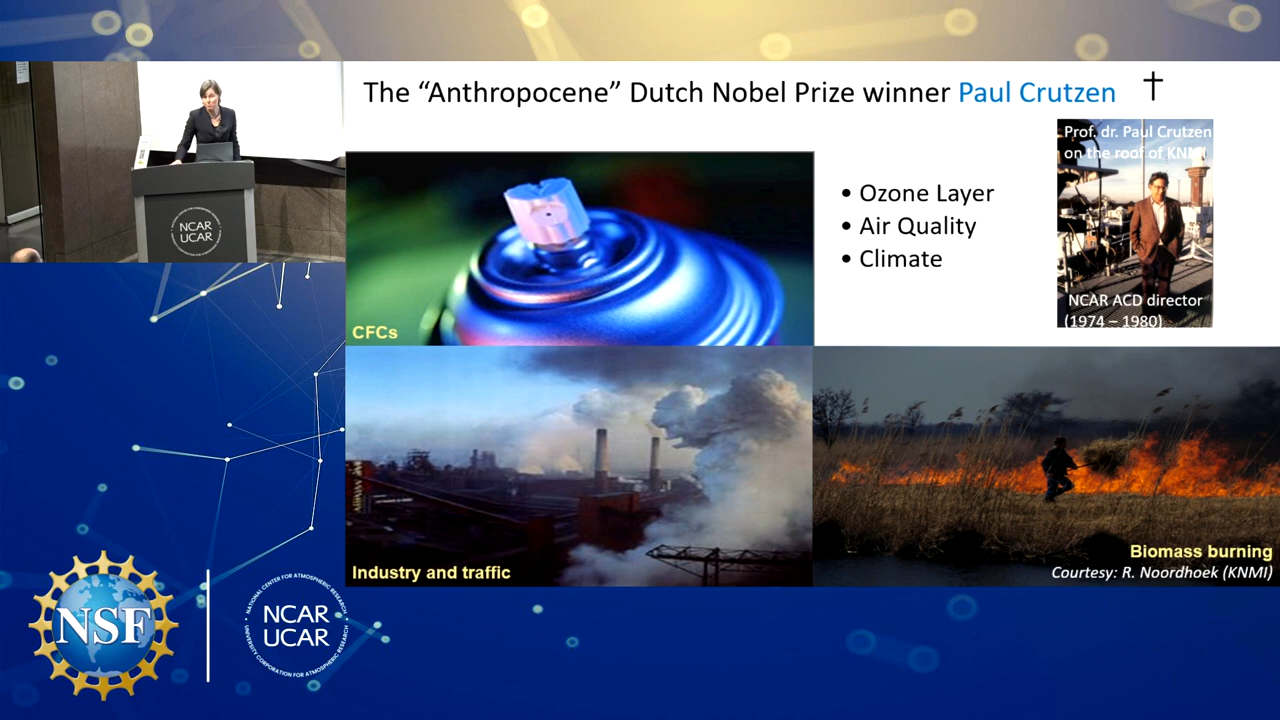 The “Anthropocene” Dutch Nobel Prize winner Paul Crutzen †
Prof. dr. Paul Crutzen
on the roof of KNMI
• Ozone Layer
• Air Quality
• Climate
NCAR ACD director
(1974 – 1980)
CFCs
NCAR
UCAR
Industry and traffic
Biomass burning
Courtesy: R. Noordhoek (KNMI)
NSF
NATIONAL CENTER FOR ATMOSPHERIC RESEARCH
NCAR
UCAR
UNIVERSITY CORPORATION FOR ATMOSPHERIC RESEARCH